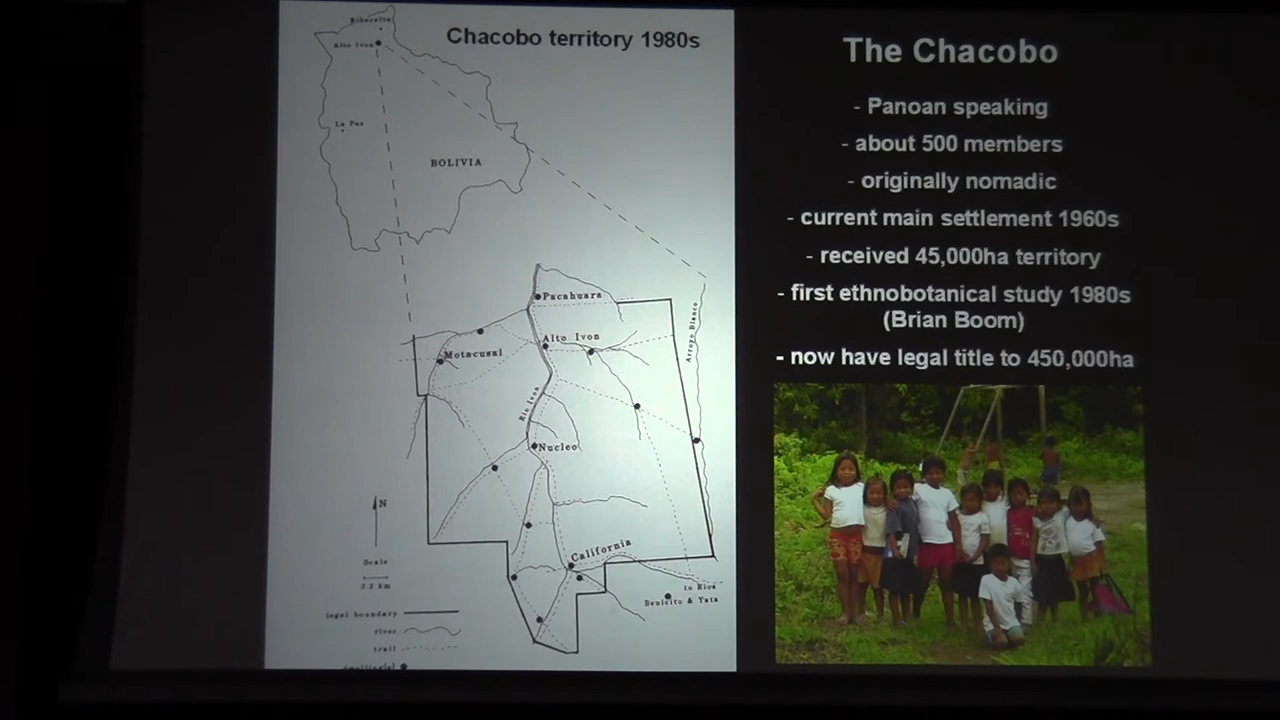 Chacobo territory 1980s
Riberalta
Alto Ivon
La Paz
BOLIVIA
Pacahuara
Alto Ivon
Motacusal
Arroyo Blanco
Rio Ivon
Nucleo
N
California
Scale
3.2 km
to Rios
Benicito & Yata
legal boundary
river
trail
dwelling(s)
The Chacobo
- Panoan speaking
- about 500 members
- originally nomadic
- current main settlement 1960s
- received 45,000ha territory
- first ethnobotanical study 1980s
(Brian Boom)
- now have legal title to 450,000ha